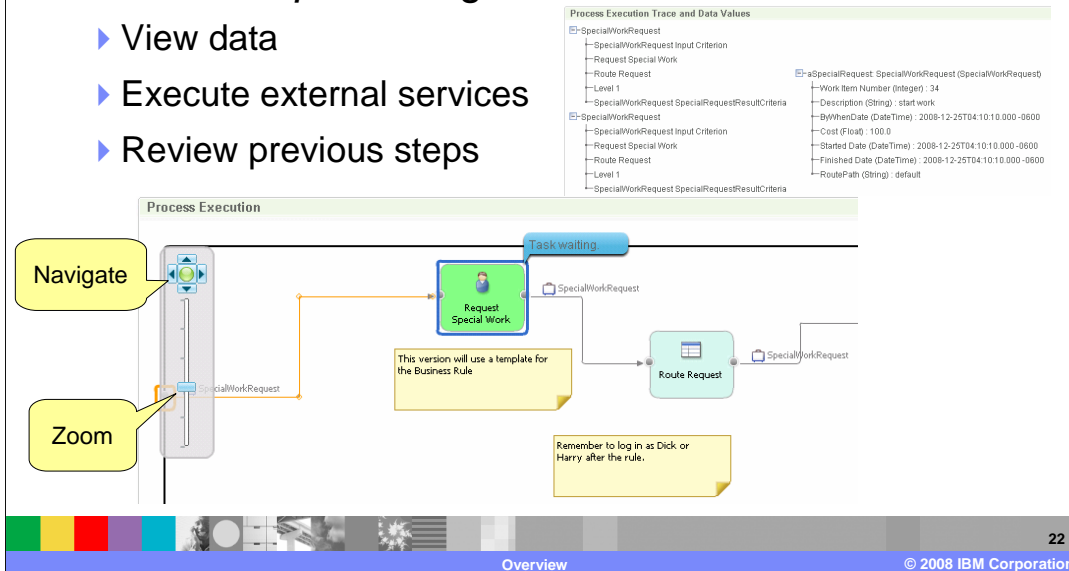 View data
Execute external services
Review previous steps
Process Execution Trace and Data Values
SpecialWorkRequest
SpecialWorkRequest Input Criterion
Request Special Work
Route Request
Level 1
SpecialWorkRequest SpecialRequestResultCriteria
SpecialWorkRequest
SpecialWorkRequest Input Criterion
Request Special Work
Route Request
Level 1
SpecialWorkRequest SpecialRequestResultCriteria
aSpecialRequest: SpecialWorkRequest (SpecialWorkRequest)
Work Item Number (Integer) : 34
Description (String) : start work
ByWhenDate (DateTime) : 2008-12-25T04:10:10.000 -0600
Cost (Float) : 100.0
Started Date (DateTime) : 2008-12-25T04:10:10.000 -0600
Finished Date (DateTime) : 2008-12-25T04:10:10.000 -0600
RoutePath (String) : default
Process Execution
Navigate
Zoom
SpecialWorkRequest
Task waiting.
Request
Special Work
SpecialWorkRequest
This version will use a template for
the Business Rule
Route Request
SpecialWorkRequest
Remember to log in as Dick or
Harry after the rule.
22
Overview
© 2008 IBM Corporation